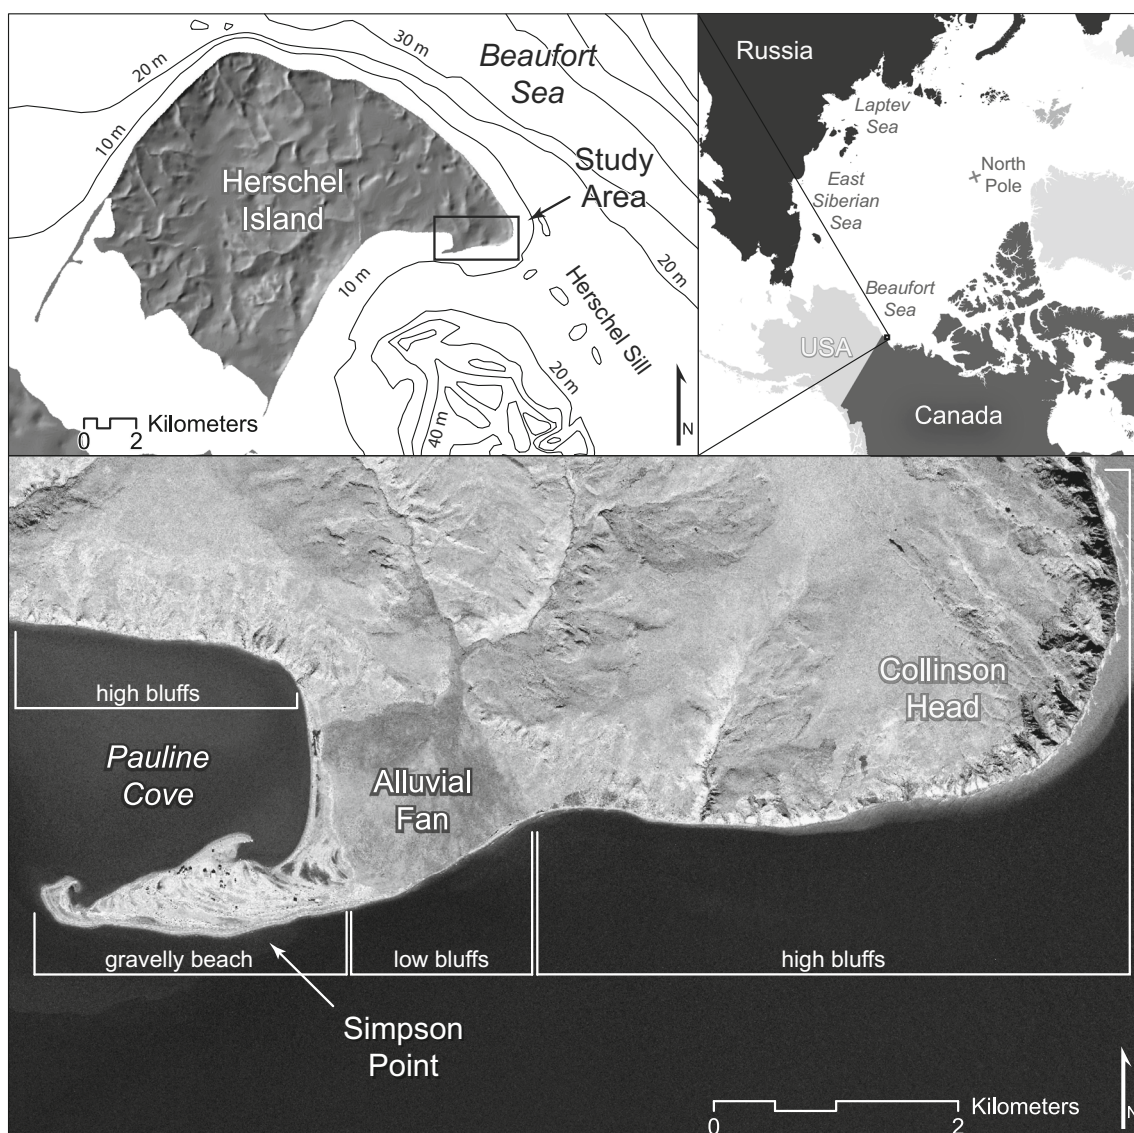 20 m
30 m
Beaufort
Sea
10 m
Study
Area
Herschel
Island
20 m
10 m
Herschel Sill
20 m
40 m
Kilometers
0 2
N
Russia
Laptev
Sea
North
Pole
East
Siberian
Sea
Beaufort
Sea
USA
Canada
Collinson
Head
high bluffs
Pauline
Cove
Alluvial
Fan
gravelly beach
low bluffs
high bluffs
Simpson
Point
Kilometers
0 2
N